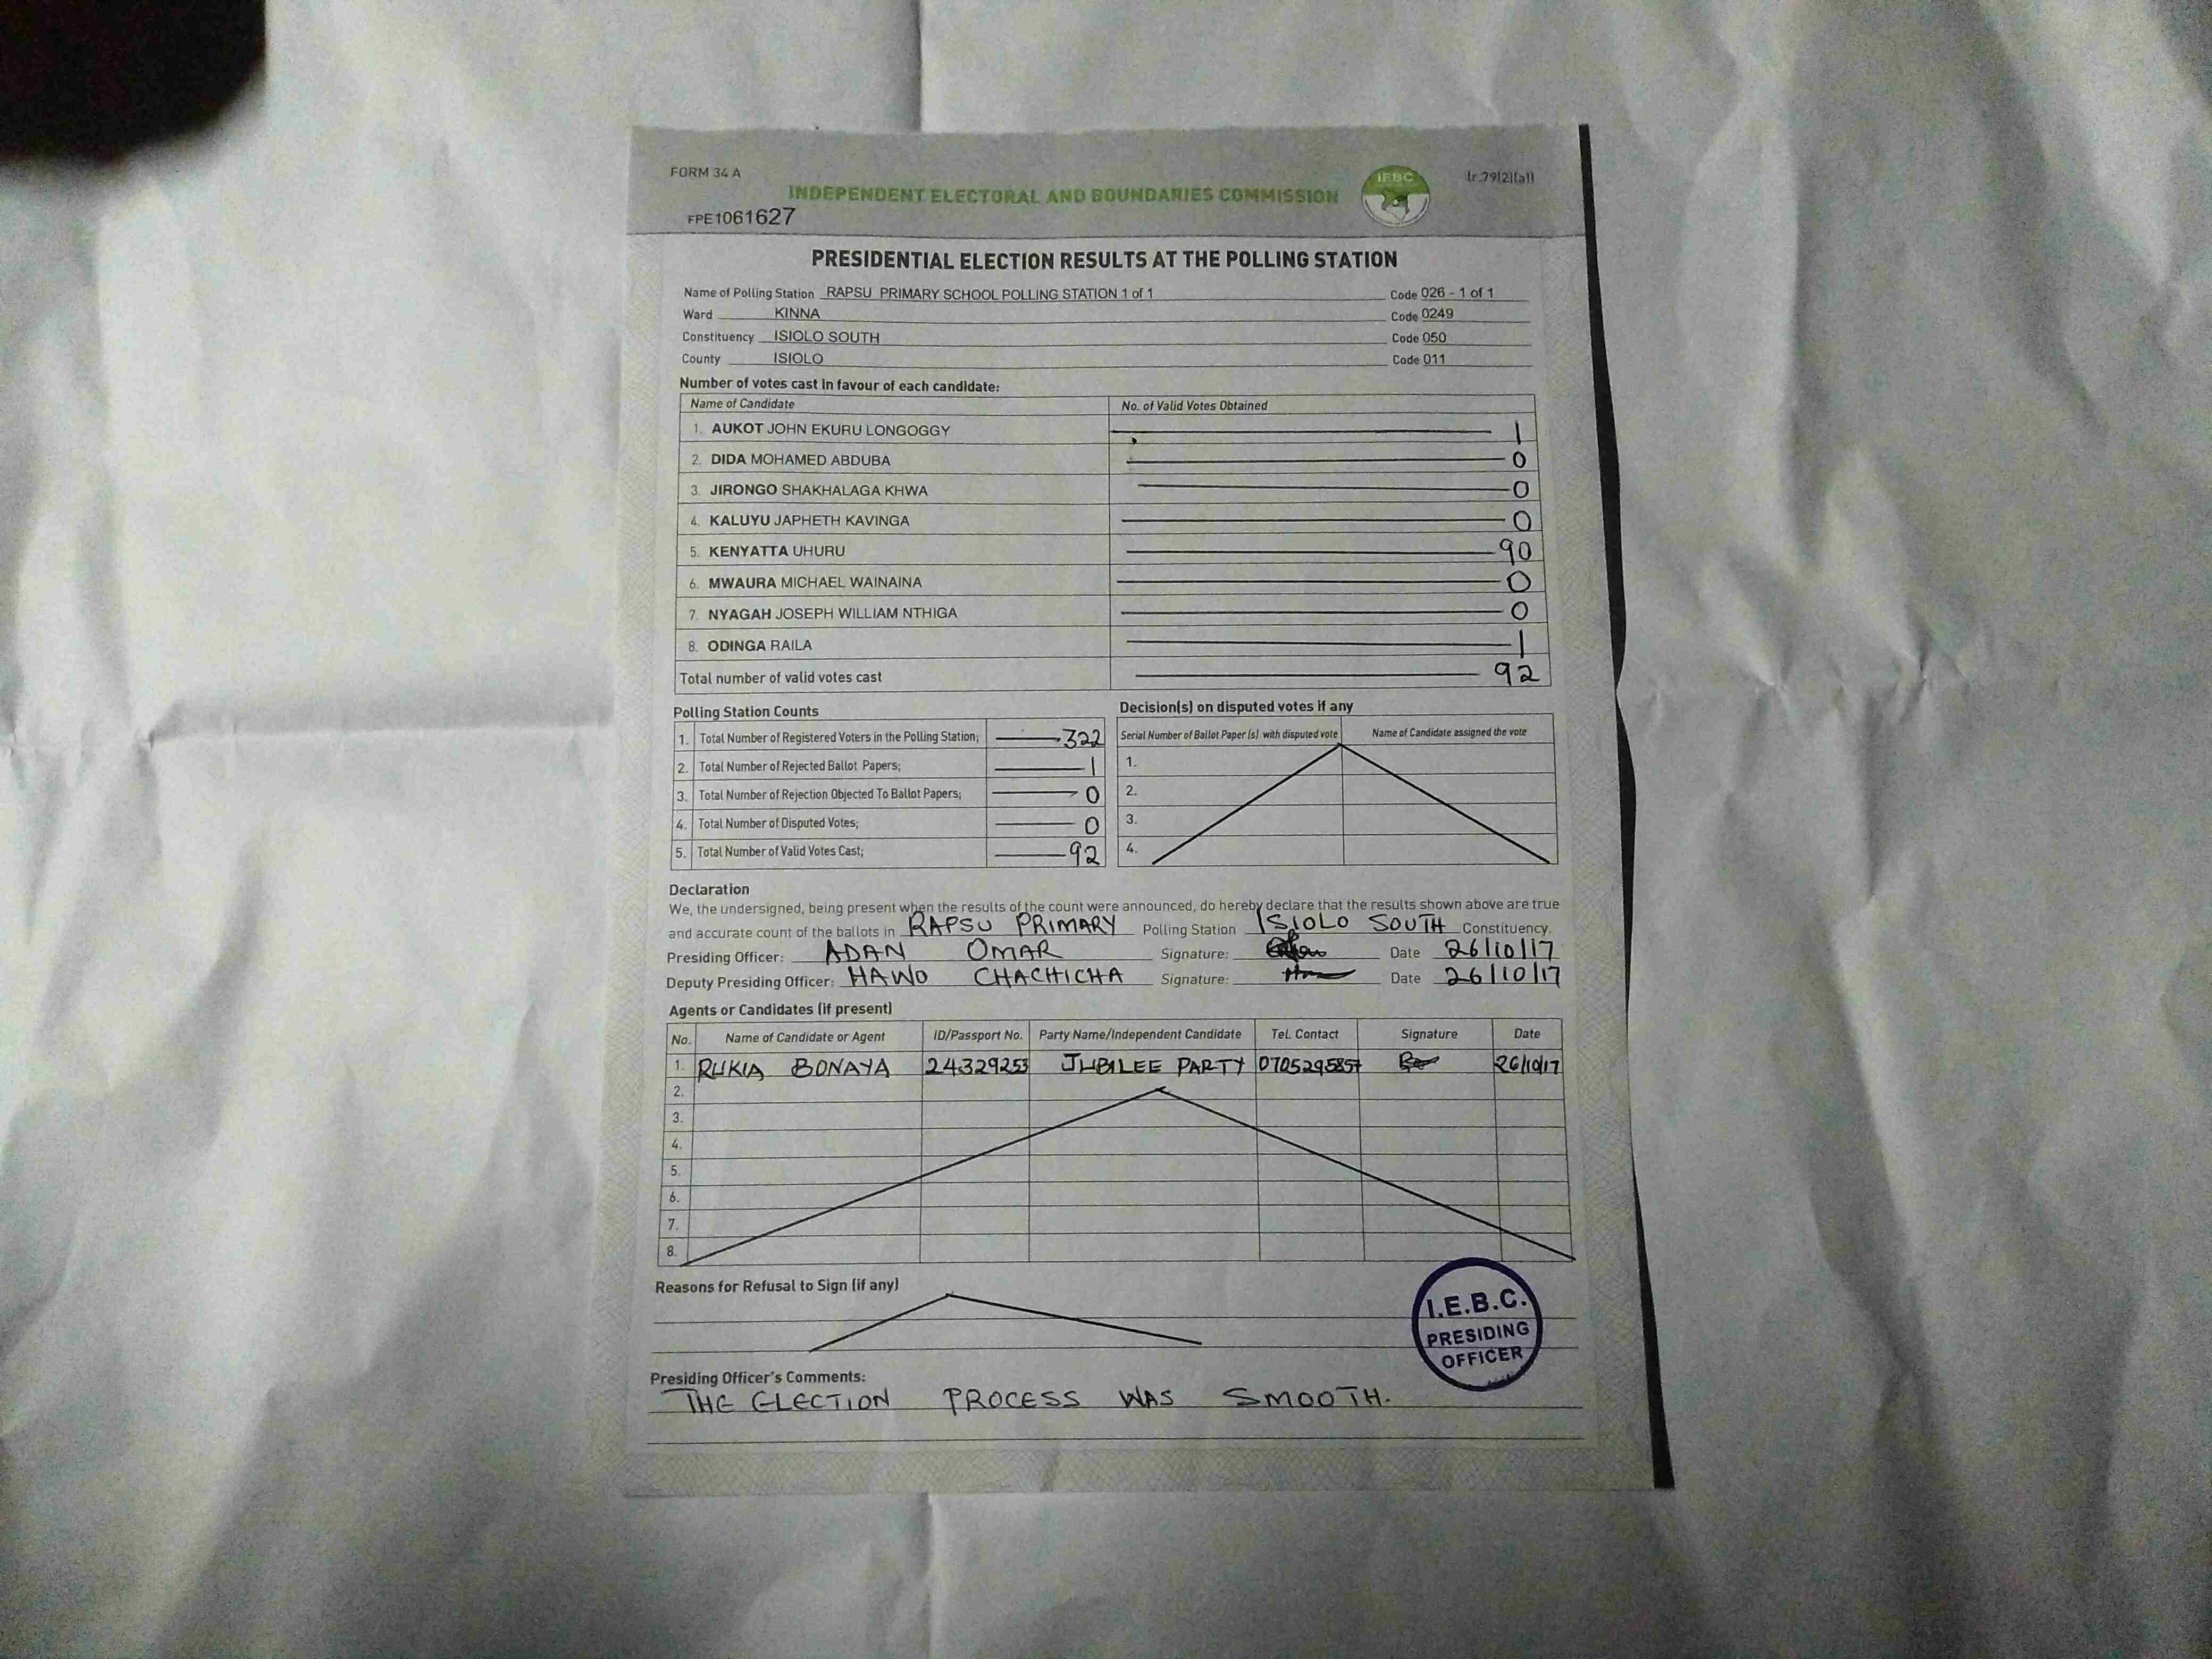 FORM 34 A
(r.79(2)(a))
INDEPENDENT ELECTORAL AND BOUNDARIES COMMISSION
IEBC
FPE1061627
PRESIDENTIAL ELECTION RESULTS AT THE POLLING STATION
Name of Polling Station RAPSU PRIMARY SCHOOL POLLING STATION 1 of 1 Code 026 - 1 of 1
Ward KINNA Code 0249
Constituency ISIOLO SOUTH Code 050
County ISIOLO Code 011
Number of votes cast in favour of each candidate:
Name of Candidate No. of Valid Votes Obtained
1. AUKOT JOHN EKURU LONGOGGY 1
2. DIDA MOHAMED ABDUBA 0
3. JIRONGO SHAKHALAGA KHWA 0
4. KALUYU JAPHETH KAVINGA 0
5. KENYATTA UHURU 90
6. MWAURA MICHAEL WAINAINA 0
7. NYAGAH JOSEPH WILLIAM NTHIGA 0
8. ODINGA RAILA 1
Total number of valid votes cast 92
Polling Station Counts
1. Total Number of Registered Voters in the Polling Station; 322
2. Total Number of Rejected Ballot Papers; 1
3. Total Number of Rejection Objected To Ballot Papers; 0
4. Total Number of Disputed Votes; 0
5. Total Number of Valid Votes Cast; 92
Decision(s) on disputed votes if any
Serial Number of Ballot Paper (s) with disputed vote Name of Candidate assigned the vote
1.
2.
3.
4.
Declaration
We, the undersigned, being present when the results of the count were announced, do hereby declare that the results shown above are true
and accurate count of the ballots in RAPSU PRIMARY Polling Station ISIOLO SOUTH Constituency.
Presiding Officer: ADAN OMAR Signature: Date 26/10/17
Deputy Presiding Officer: HAWO CHACHICHA Signature: Date 26/10/17
Agents or Candidates (if present)
No. Name of Candidate or Agent ID/Passport No. Party Name/Independent Candidate Tel. Contact Signature Date
1. RUKIA BONAYA 24329253 JUBILEE PARTY 0705295857 26/10/17
2.
3.
4.
5.
6.
7.
8.
Reasons for Refusal to Sign (if any)
I.E.B.C.
PRESIDING
OFFICER
Presiding Officer's Comments:
THE ELECTION PROCESS WAS SMOOTH.